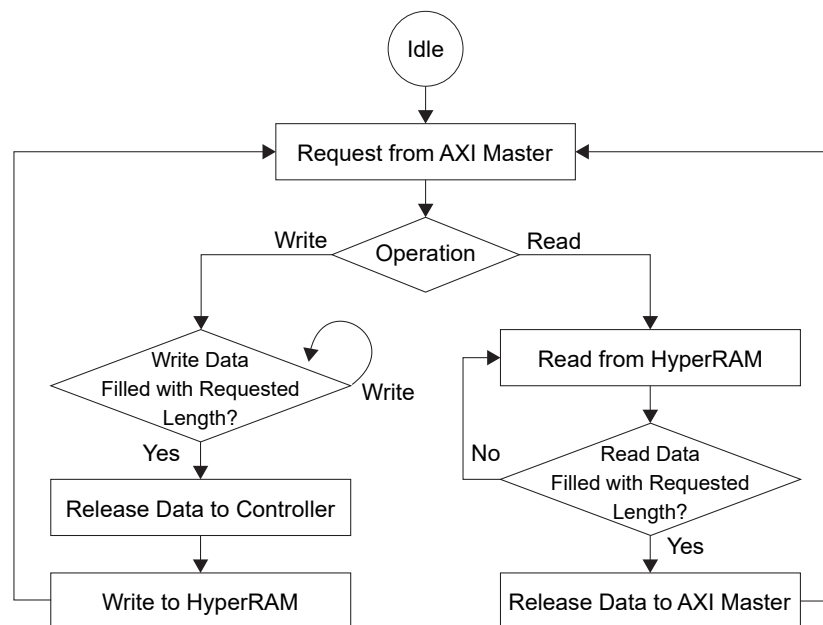 Idle
Request from AXI Master
Write
Operation
Read
Write Data
Filled with Requested
Length?
Write
Yes
Release Data to Controller
Write to HyperRAM
Read from HyperRAM
No
Read Data
Filled with Requested
Length?
Yes
Release Data to AXI Master